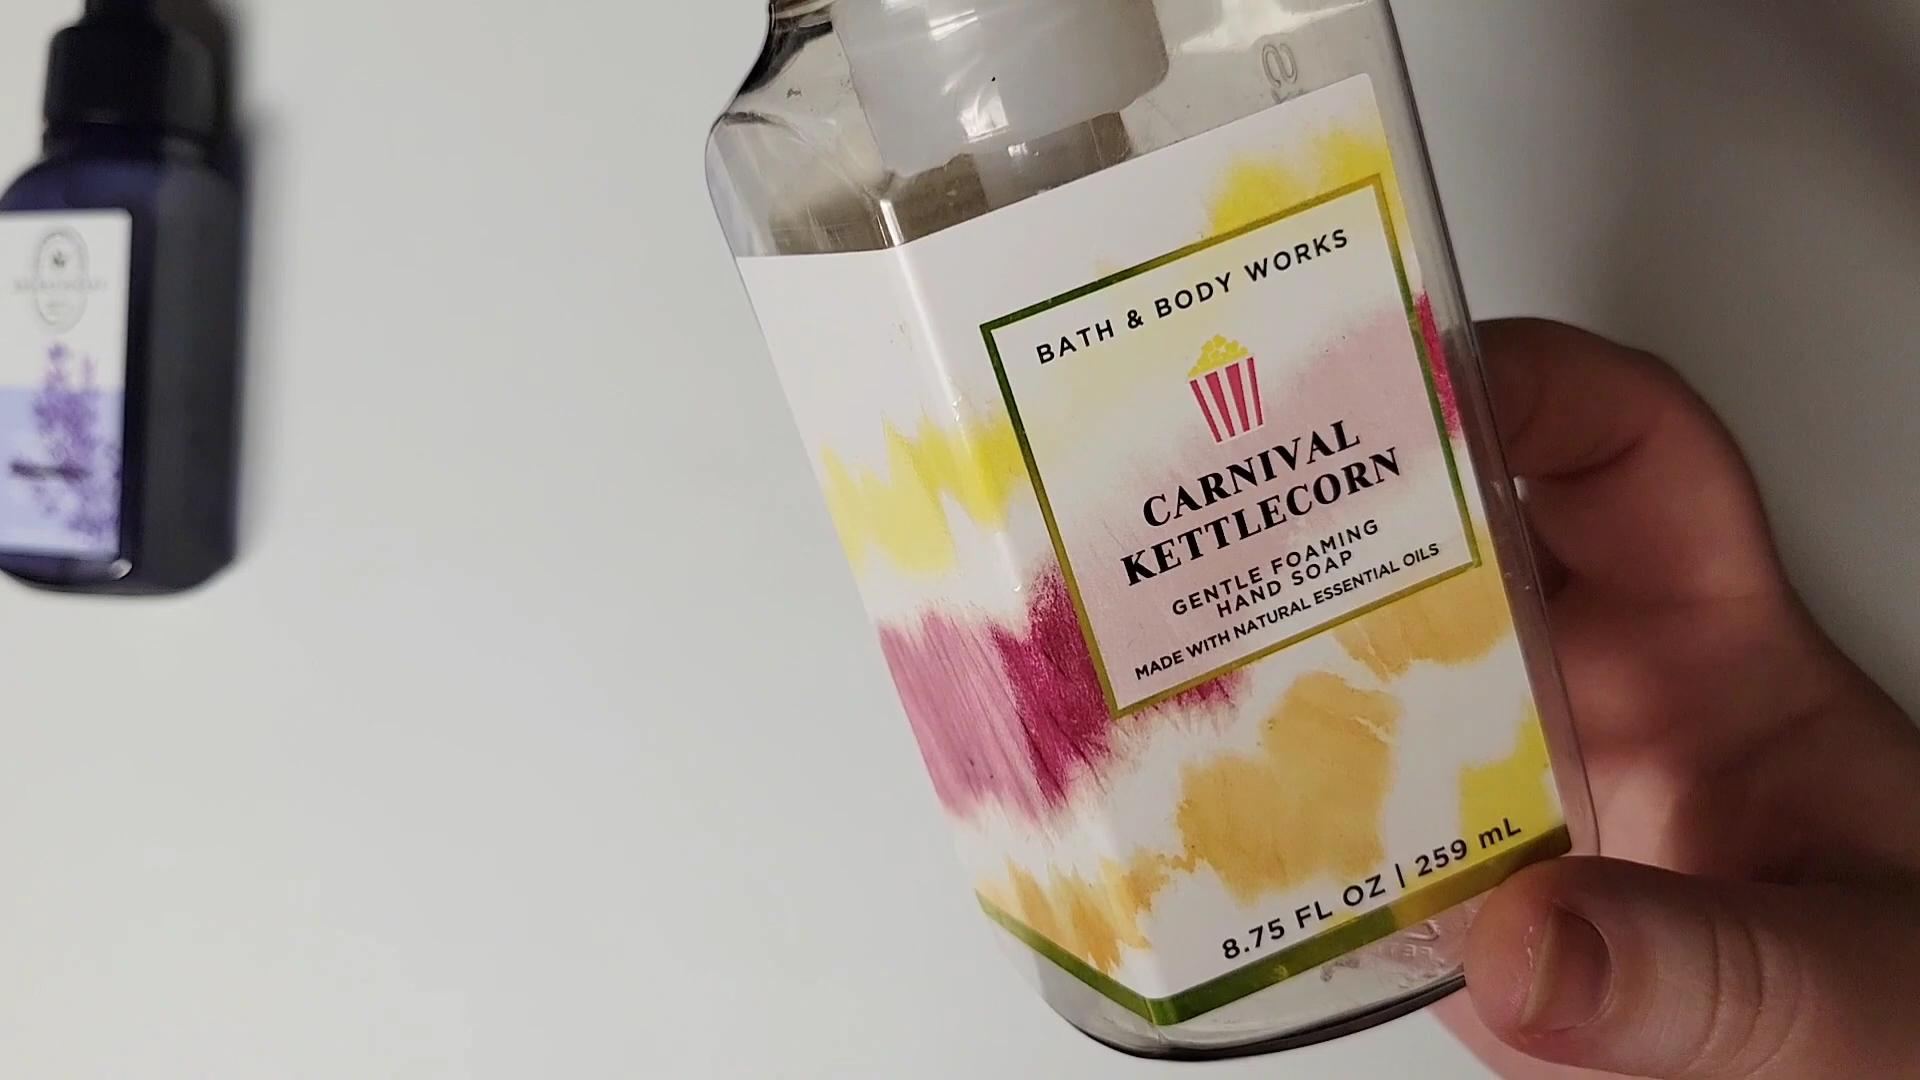 BATH & BODY WORKS
CARNIVAL
KETTLECORN
GENTLE FOAMING
HAND SOAP
MADE WITH NATURAL ESSENTIAL OILS
8.75 FL OZ | 259 mL